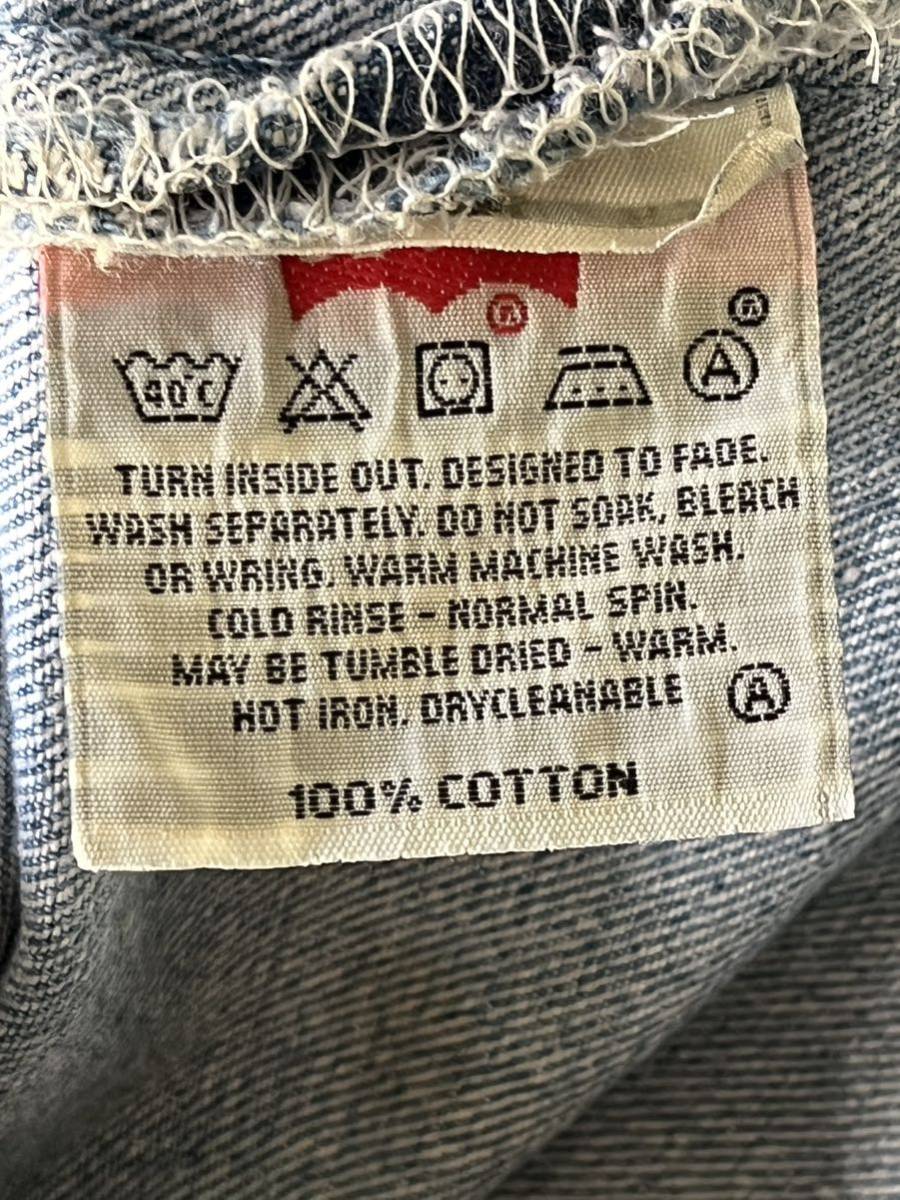 ®
40°C
A ®
TURN INSIDE OUT. DESIGNED TO FADE.
WASH SEPARATELY. DO NOT SOAK, BLEACH
OR WRING. WARM MACHINE WASH.
COLD RINSE - NORMAL SPIN.
MAY BE TUMBLE DRIED - WARM.
HOT IRON. DRYCLEANABLE A
100% COTTON